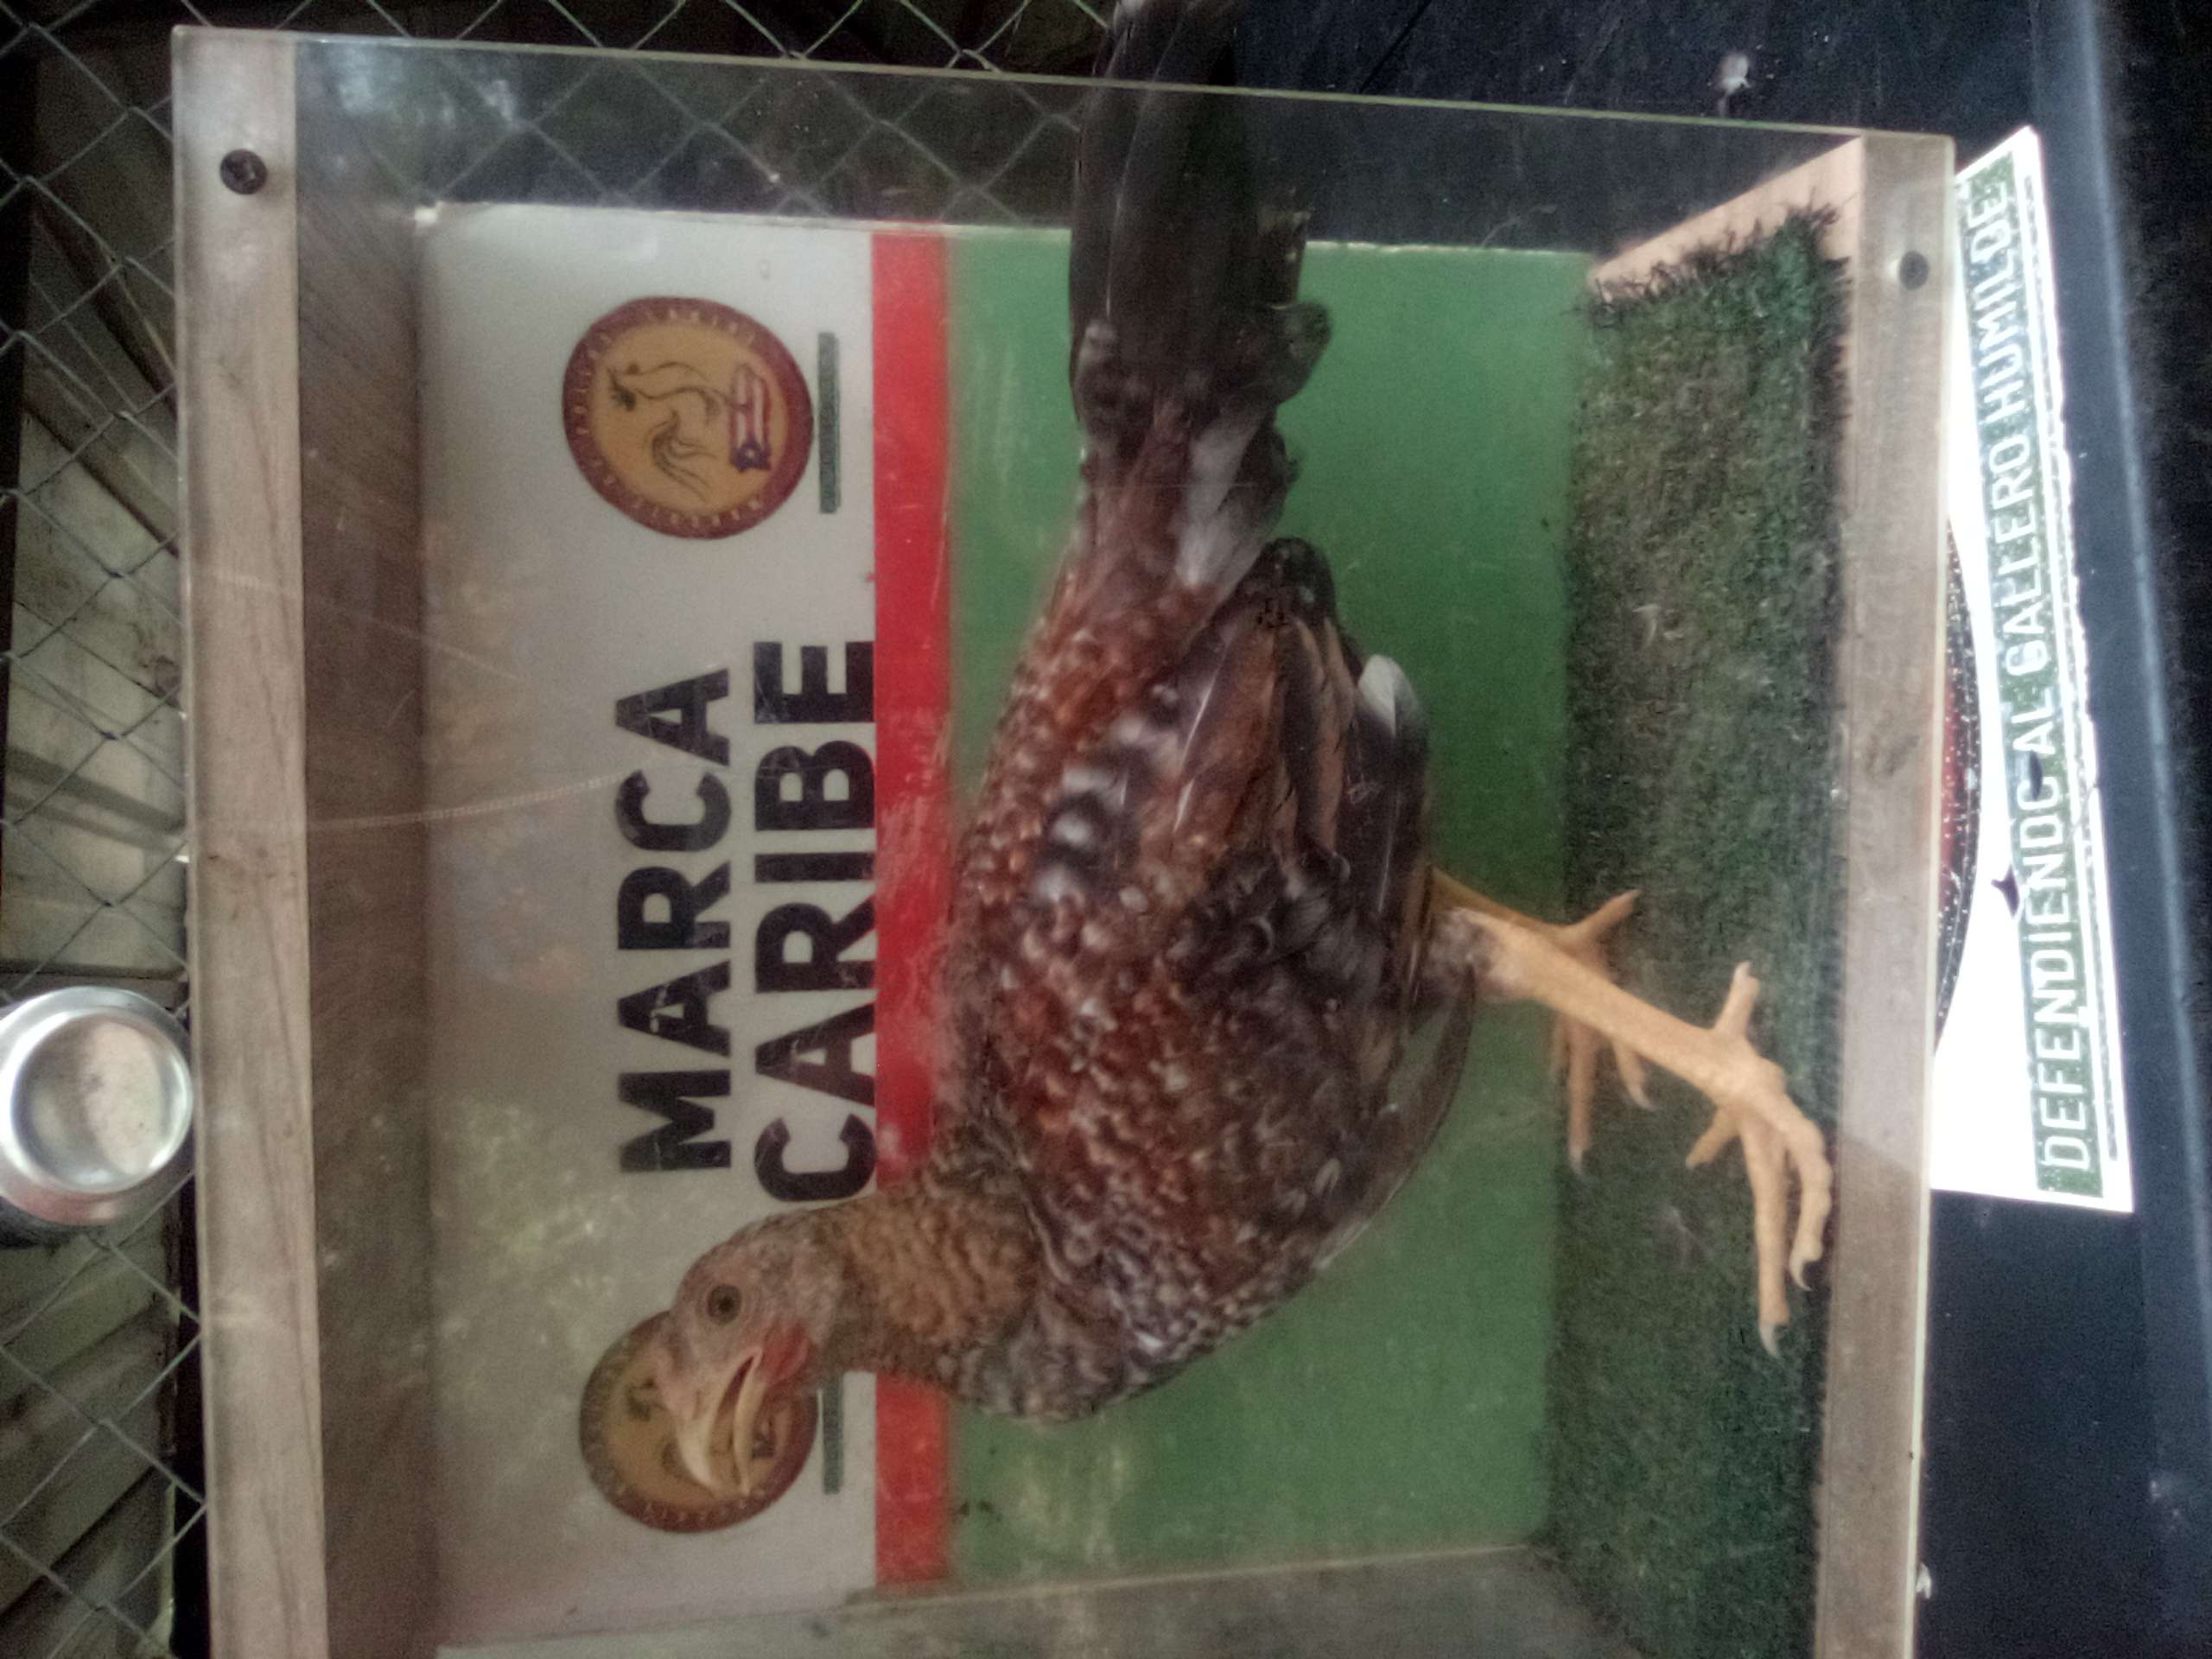 MARCA
CARIBE
DEFENDIENDO AL GALLERO HUMILDE